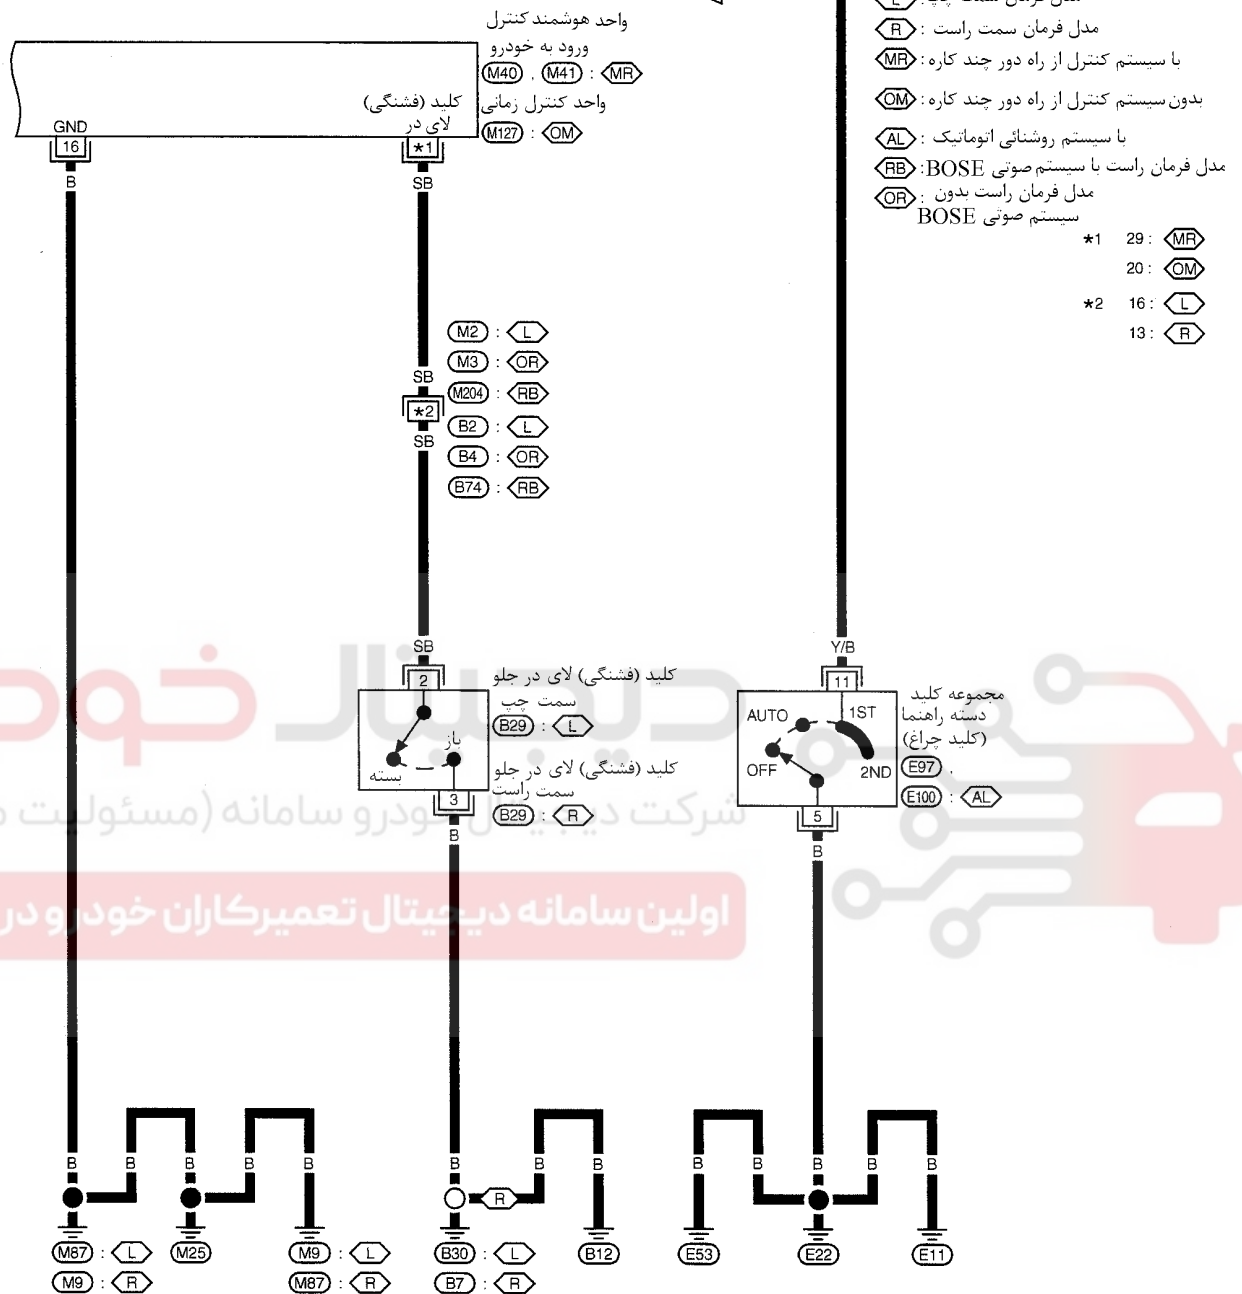 واحد هوشمند کنترل
ورود به خودرو
M40 , M41 : MR
واحد کنترل زمانی
M127 : OM
کلید (فشنگی)
لای در
GND
16
*1
B
SB
مدل فرمان سمت چپ : L
مدل فرمان سمت راست : R
با سیستم کنترل از راه دور چند کاره : MR
بدون سیستم کنترل از راه دور چند کاره : OM
با سیستم روشنائی اتوماتیک : AL
مدل فرمان راست با سیستم صوتی BOSE : RB
مدل فرمان راست بدون : OR
سیستم صوتی BOSE
*1 29 : MR
20 : OM
*2 16 : L
13 : R
M2 : L
M3 : OR
SB
M204 : RB
*2
B2 : L
SB
B4 : OR
B74 : RB
SB
2
کلید (فشنگی) لای در جلو
سمت چپ
B29 : L
باز
بسته
کلید (فشنگی) لای در جلو
سمت راست
B29 : R
3
B
Y/B
11
مجموعه کلید
دسته راهنما
(کلید چراغ)
E97 ,
E100 : AL
AUTO
1ST
OFF
2ND
5
B
دیجیتال خود
شرکت دیجیتال خودرو سامانه (مسئولیت م
اولین سامانه دیجیتال تعمیرکاران خودرو در
B B B B B B B B B B B B
R
M87 : L
M9 : R
M25
M9 : L
M87 : R
B30 : L
B7 : R
B12
E53
E22
E11